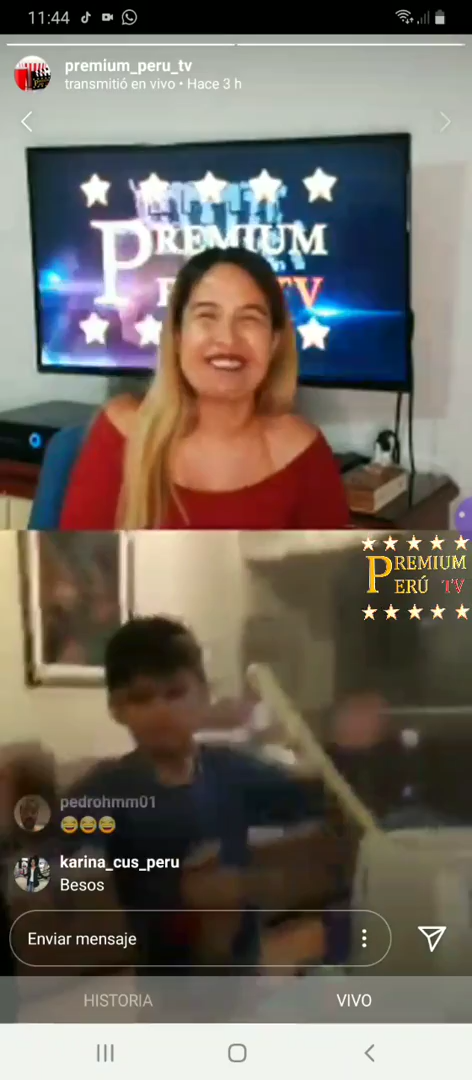 11:44
premium_peru_tv
transmitió en vivo • Hace 3 h
PREMIUM
P TV
PREMIUM
PERÚ TV
pedrohmm01
😂😂😂
karina_cus_peru
Besos
Enviar mensaje
HISTORIA
VIVO